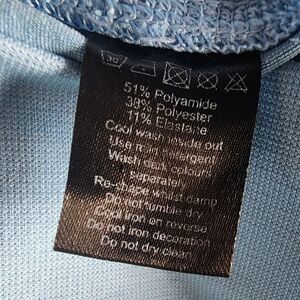 30
51% Polyamide
38% Polyester
11% Elastane
Cool wash inside out
Use mild detergent
Wash dark colours
separately
Re-shape whilst damp
Do not tumble dry
Cool iron on reverse
Do not iron decoration
Do not dry clean